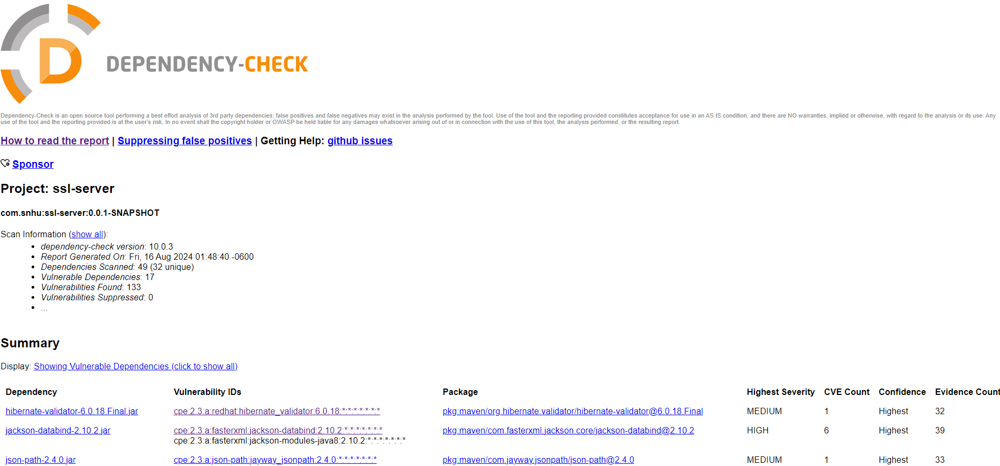 D
DEPENDENCY-CHECK
Dependency-Check is an open source tool performing a best effort analysis of 3rd party dependencies; false positives and false negatives may exist in the analysis performed by the tool. Use of the tool and the reporting provided constitutes acceptance for use in an AS IS condition, and there are NO warranties, implied or otherwise, with regard to the analysis or its use. Any
use of the tool and the reporting provided is at the user's risk. In no event shall the copyright holder or OWASP be held liable for any damages whatsoever arising out of or in connection with the use of this tool, the analysis performed, or the resulting report.
How to read the report | Suppressing false positives | Getting Help: github issues
Sponsor
Project: ssl-server
com.snhu:ssl-server:0.0.1-SNAPSHOT
Scan Information (show all):
• dependency-check version: 10.0.3
• Report Generated On: Fri, 16 Aug 2024 01:48:40 -0600
• Dependencies Scanned: 49 (32 unique)
• Vulnerable Dependencies: 17
• Vulnerabilities Found: 133
• Vulnerabilities Suppressed: 0
• ...
Summary
Display: Showing Vulnerable Dependencies (click to show all)
Dependency Vulnerability IDs Package Highest Severity CVE Count Confidence Evidence Count
hibernate-validator-6.0.18.Final.jar cpe:2.3:a:redhat:hibernate_validator:6.0.18:*:*:*:*:*:*:* pkg:maven/org.hibernate.validator/hibernate-validator@6.0.18.Final MEDIUM 1 Highest 32
jackson-databind-2.10.2.jar cpe:2.3:a:fasterxml:jackson-databind:2.10.2:*:*:*:*:*:*:* pkg:maven/com.fasterxml.jackson.core/jackson-databind@2.10.2 HIGH 6 Highest 39
cpe:2.3:a:fasterxml:jackson-modules-java8:2.10.2:*:*:*:*:*:*:*
json-path-2.4.0.jar cpe:2.3:a:json-path:jayway_jsonpath:2.4.0:*:*:*:*:*:*:* pkg:maven/com.jayway.jsonpath/json-path@2.4.0 MEDIUM 1 Highest 33